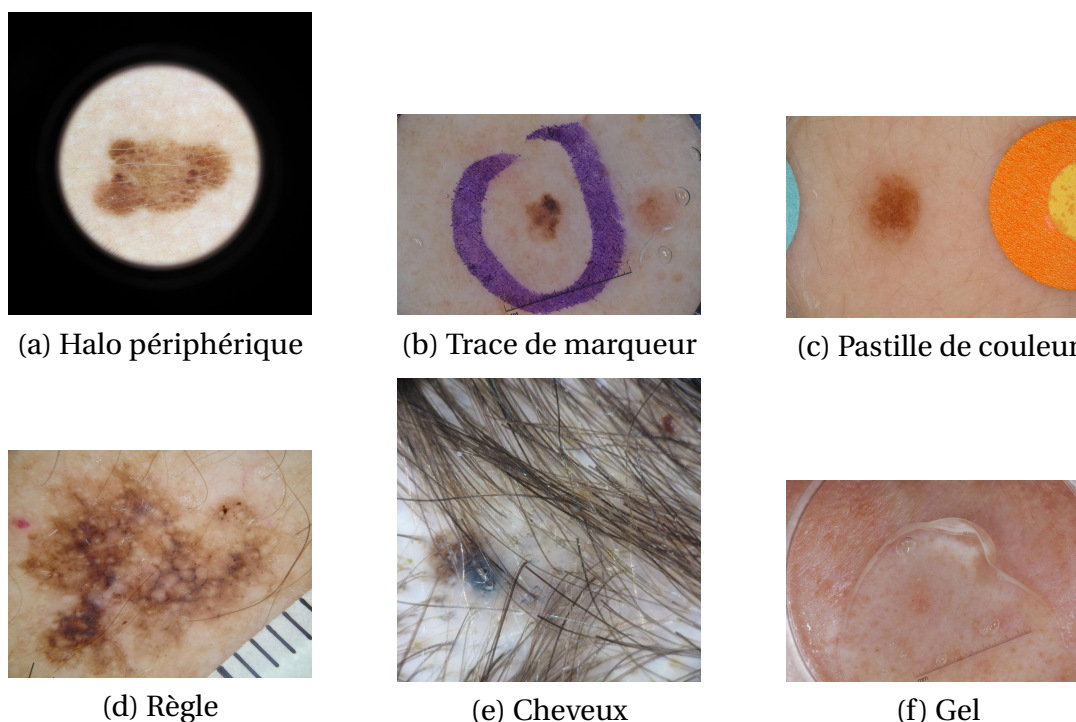 (a) Halo périphérique
(b) Trace de marqueur
(c) Pastille de couleur
(d) Règle
(e) Cheveux
(f) Gel